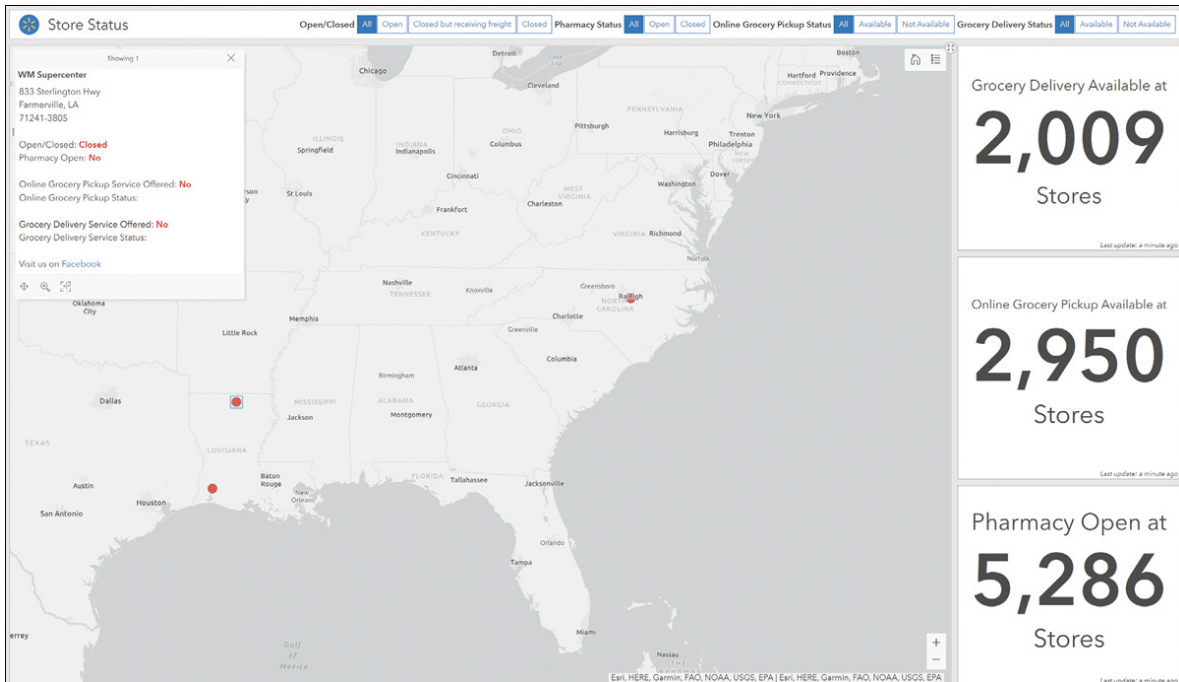 Store Status
Open/Closed All Open Closed but receiving freight Closed Pharmacy Status All Open Closed Online Grocery Pickup Status All Available Not Available Grocery Delivery Status All Available Not Available
Showing 1
WM Supercenter
833 Sterlington Hwy
Farmerville, LA
71241-3805
Open/Closed: Closed
Pharmacy Open: No
Online Grocery Pickup Service Offered: No
Online Grocery Pickup Status:
Grocery Delivery Service Offered: No
Grocery Delivery Service Status:
Visit us on Facebook
Detroit
Boston
Chicago
Hartford Providence
CONNECTICUT
Cleveland
PENNSYLVANIA
New York
Pittsburgh
Harrisburg
Trenton
Philadelphia
NEW
JERSEY
ILLINOIS
Springfield
INDIANA
Indianapolis
OHIO
Columbus
Cincinnati
Dover
Washington
St Louis
WEST
VIRGINIA
Charleston
Frankfort
KENTUCKY
VIRGINIA Richmond
Norfolk
Nashville
TENNESSEE
Knoxville
Greensboro
Raleigh
NORTH
CAROLINA
Charlotte
Oklahoma
City
Memphis
Little Rock
Greenville
Columbia
Atlanta
Birmingham
Dallas
MISSISSIPPI
Jackson
ALABAMA
Montgomery
GEORGIA
TEXAS
LOUISIANA
Baton
Rouge
New
Orleans
FLORIDA
Tallahassee
Jacksonville
Austin
Houston
San Antonio
Orlando
Tampa
Miami
Gulf
of
Mexico
Nassau
THE
BAHAMAS
errey
Esri, HERE, Garmin, FAO, NOAA, USGS, EPA | Esri, HERE, Garmin, FAO, NOAA, USGS, EPA
Grocery Delivery Available at
2,009
Stores
Last update: a minute ago
Online Grocery Pickup Available at
2,950
Stores
Last update: a minute ago
Pharmacy Open at
5,286
Stores
Last update: a minute ago